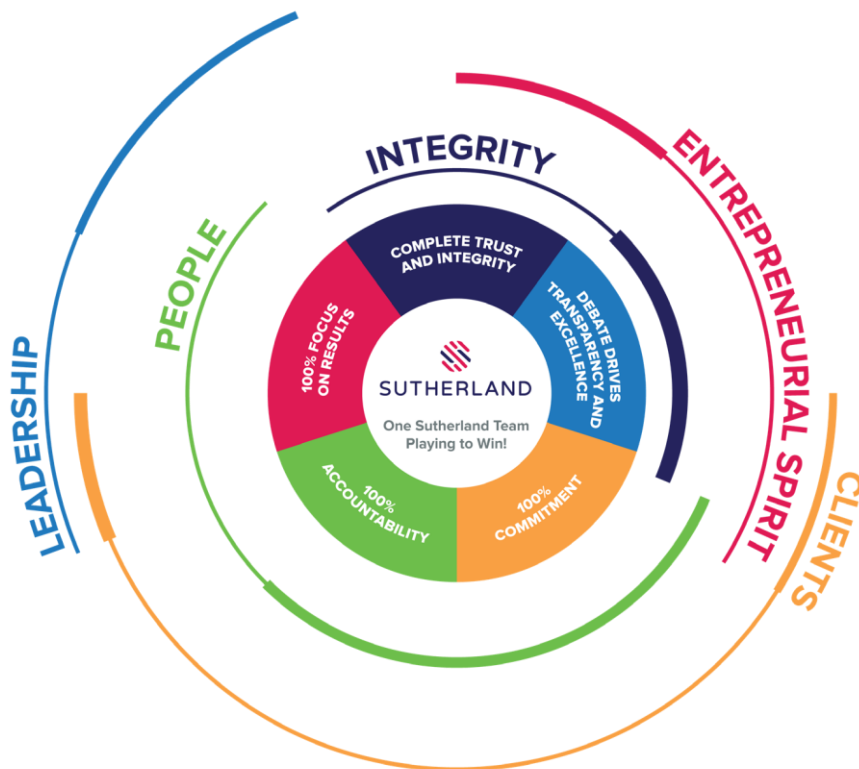 INTEGRITY
ENTREPRENEURIAL SPIRIT
PEOPLE
LEADERSHIP
CLIENTS
COMPLETE TRUST
AND INTEGRITY
DEBATE DRIVES
TRANSPARENCY AND
EXCELLENCE
100% FOCUS
ON RESULTS
SUTHERLAND
One Sutherland Team
Playing to Win!
100%
ACCOUNTABILITY
100%
COMMITMENT